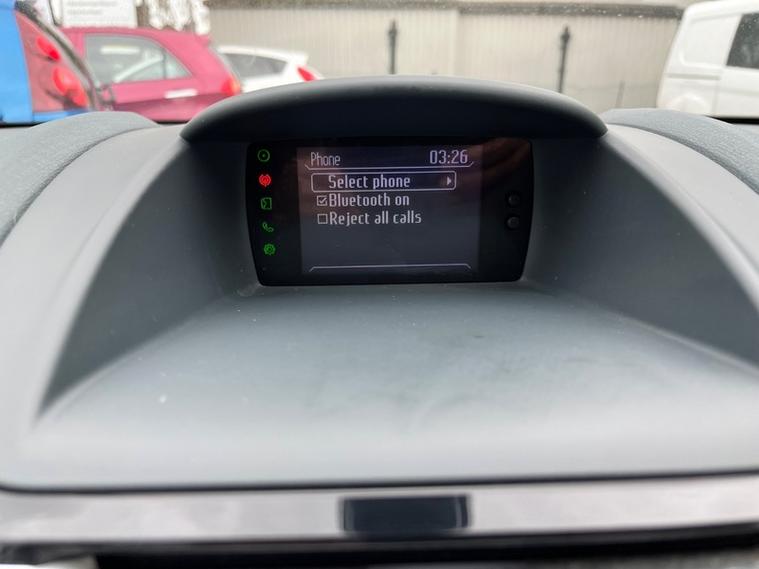 Phone 03:26
Select phone
Bluetooth on
Reject all calls